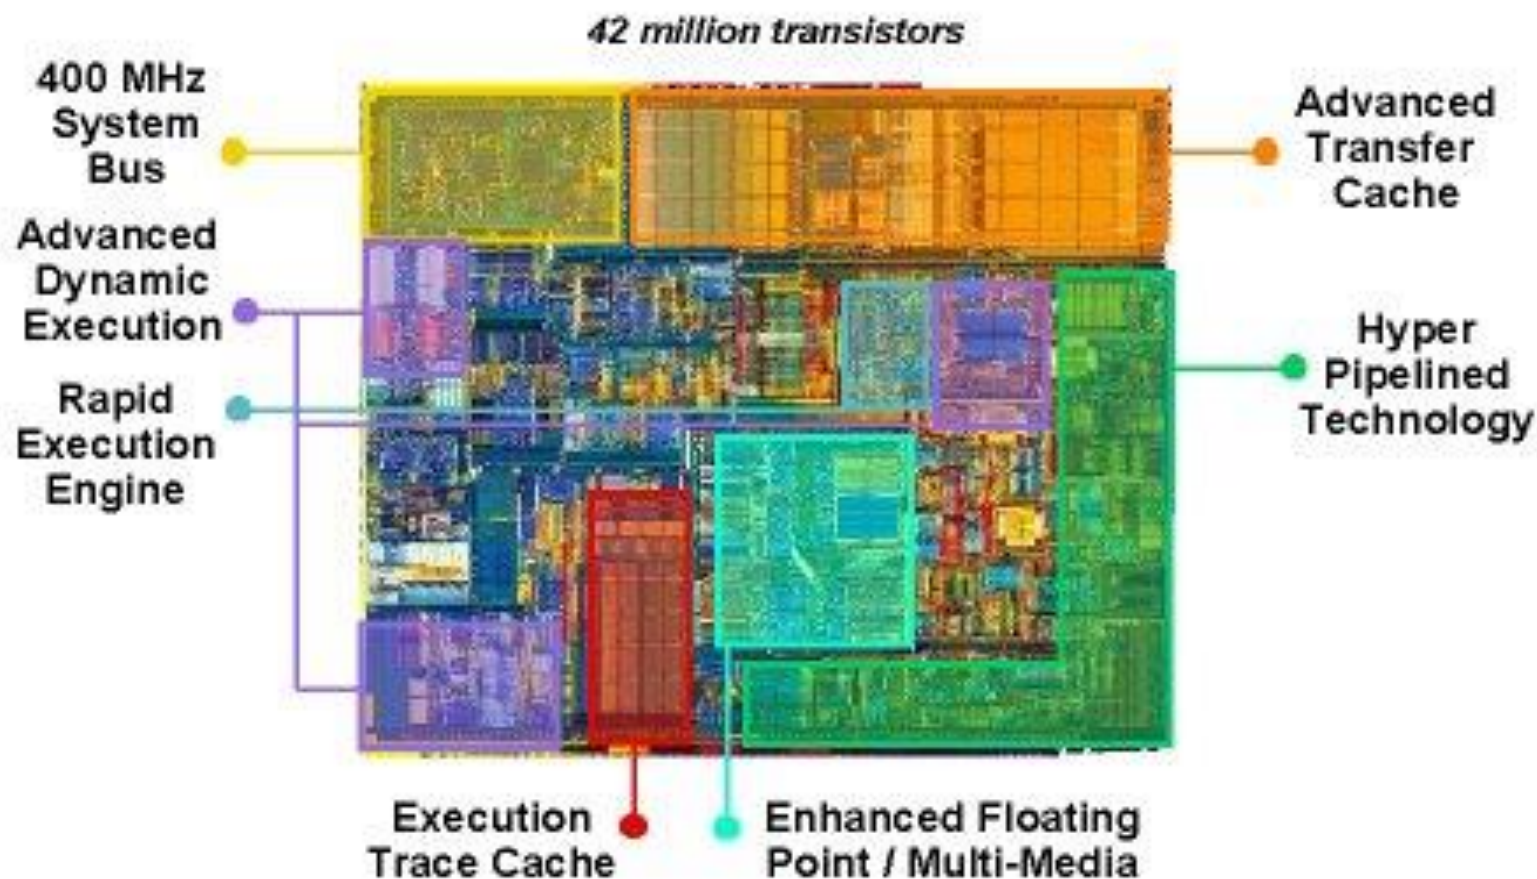 42 million transistors
400 MHz
System
Bus
Advanced
Transfer
Cache
Advanced
Dynamic
Execution
Hyper
Pipelined
Technology
Rapid
Execution
Engine
Execution
Trace Cache
Enhanced Floating
Point / Multi-Media